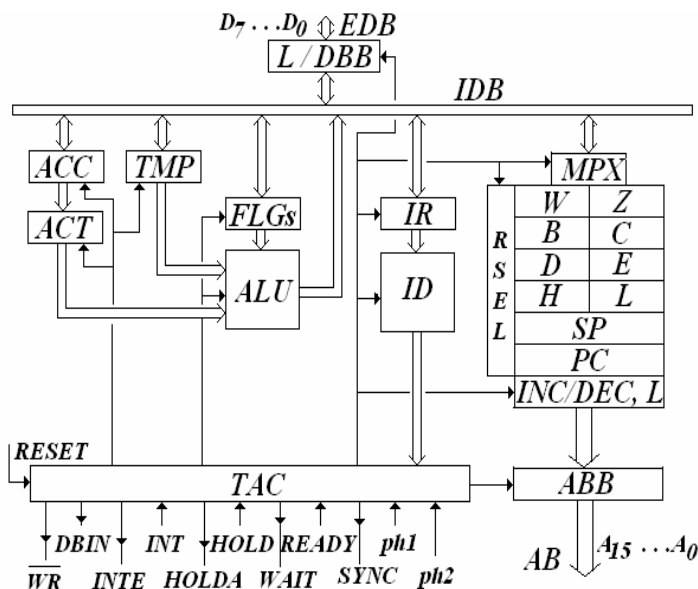 D7 ...D0 EDB
L / DBB
IDB
ACC
TMP
MPX
ACT
FLGs
IR
RSEL
W Z
B C
D E
H L
ALU
ID
SP
PC
INC/DEC, L
RESET
TAC
ABB
DBIN INT HOLD READY ph1
WR INTE HOLDA WAIT SYNC ph2
AB A15 ...A0